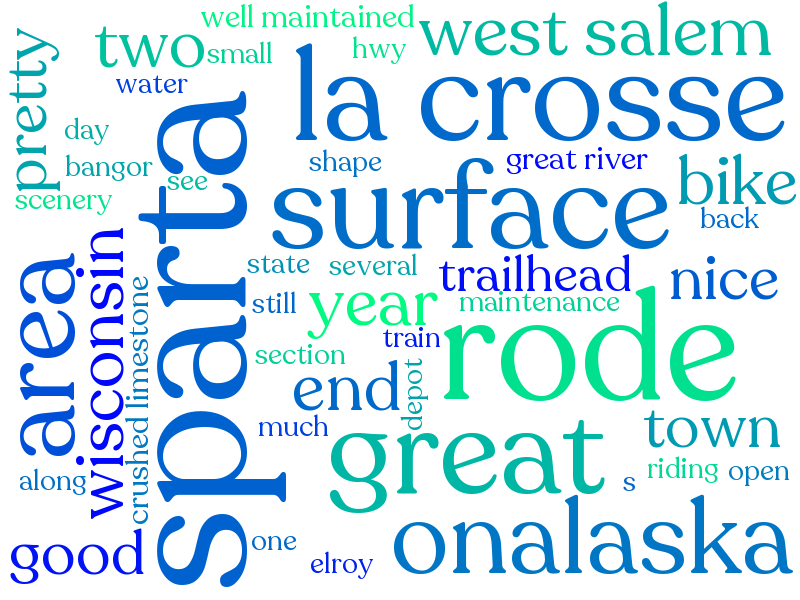 well maintained
two
small
hwy
west salem
pretty
water
la crosse
day
bangor
see
scenery
shape
great river
surface
bike
back
sparta
area
wisconsin
crushed limestone
state
several
still
trailhead
nice
year
maintenance
train
section
rode
end
depot
much
great
town
along
s
riding
open
good
one
elroy
onalaska